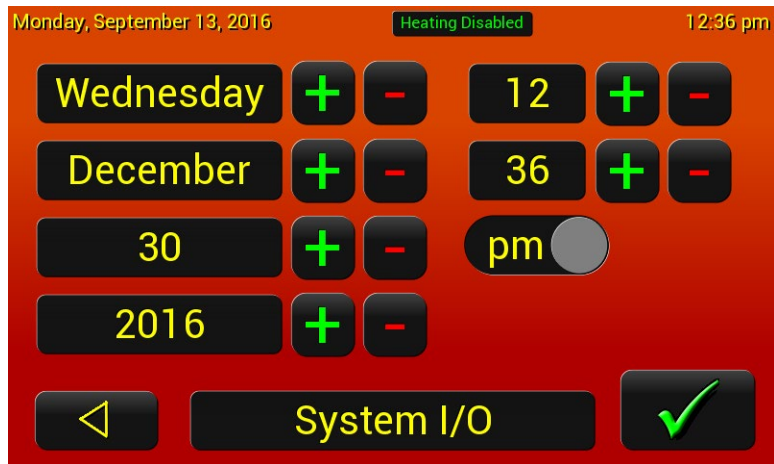 Monday, September 13, 2016 Heating Disabled 12:36 pm
Wednesday + - 12 + -
December + - 36 + -
30 + - pm
2016 + -
System I/O